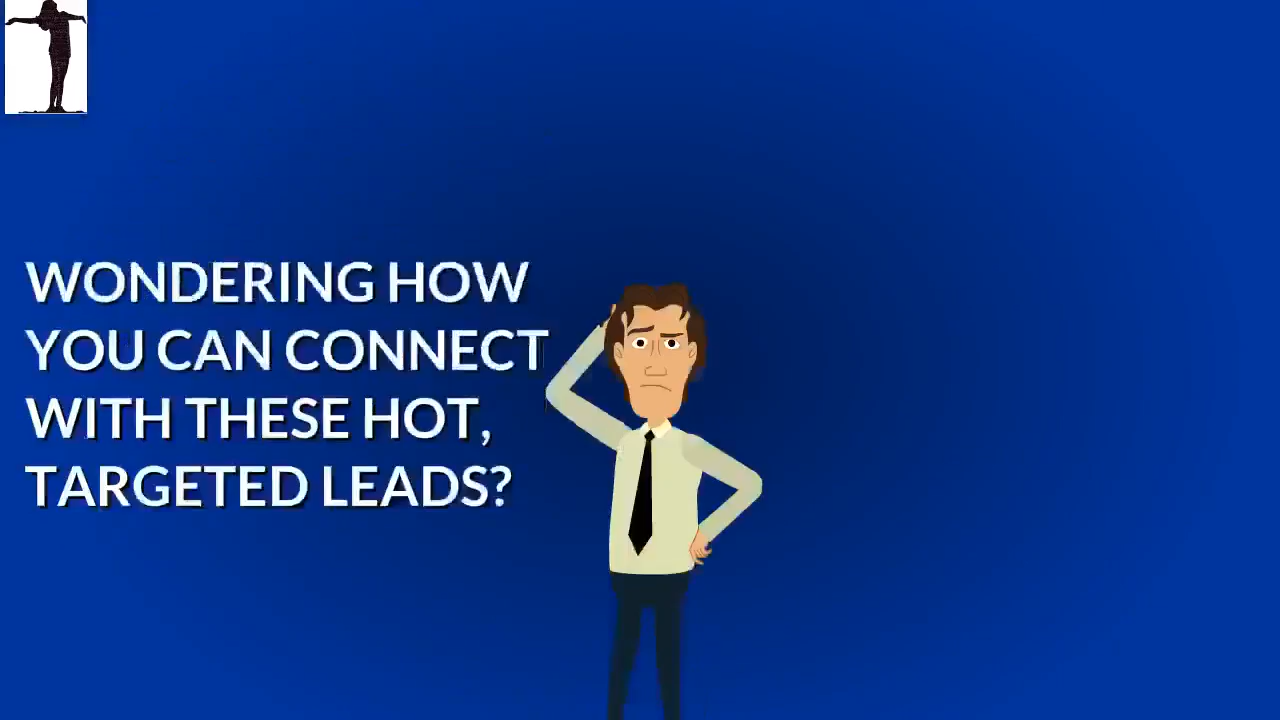 WONDERING HOW
YOU CAN CONNECT
WITH THESE HOT,
TARGETED LEADS?